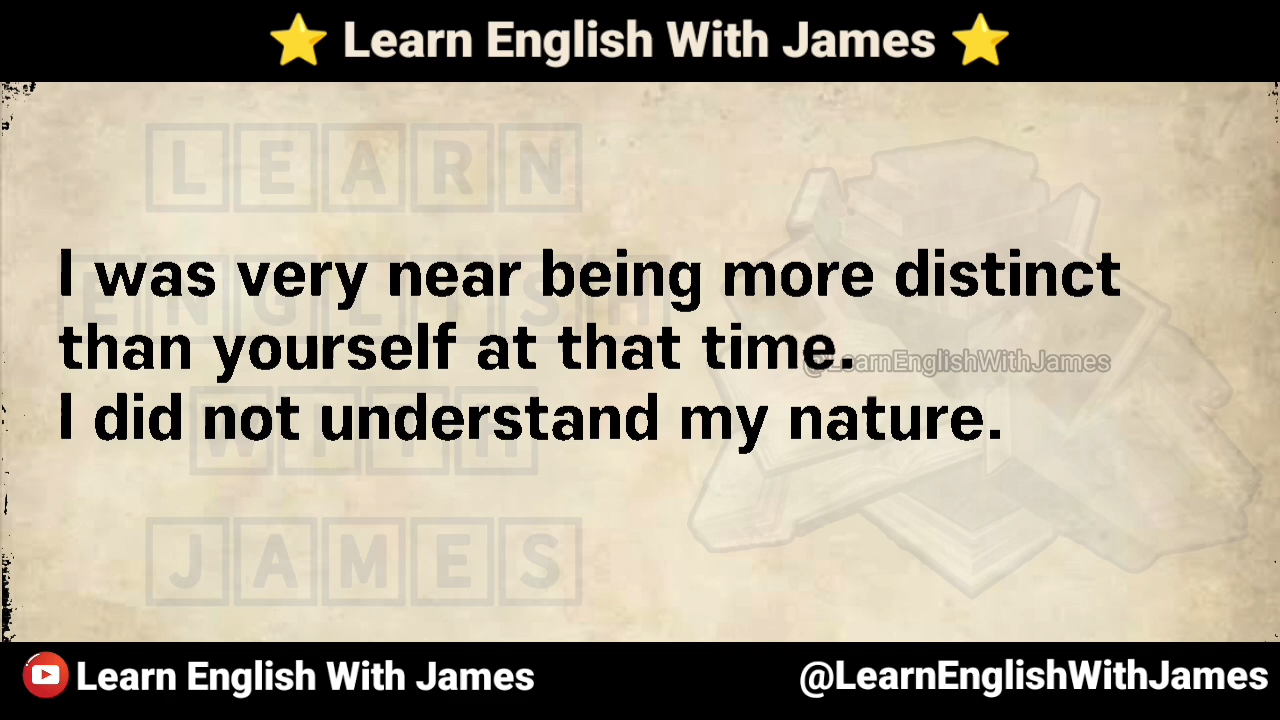 ⭐ Learn English With James ⭐
LEARN
I was very near being more distinct
ENGLISH
than yourself at that time.
@LearnEnglishWithJames
I did not understand my nature.
WITH
JAMES
Learn English With James
@LearnEnglishWithJames